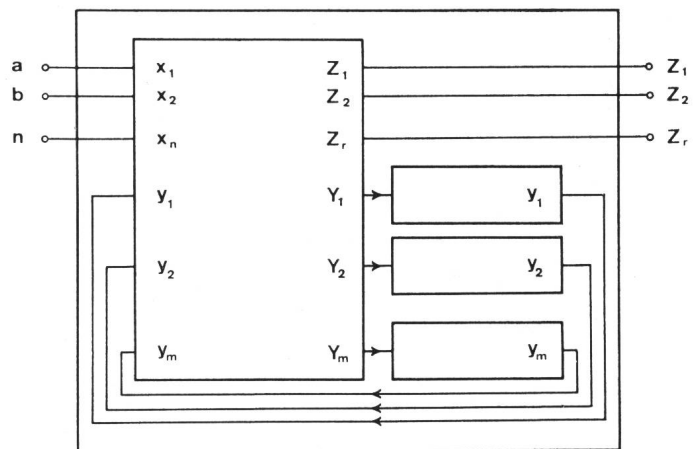 a x₁ Z₁ Z₁
b x₂ Z₂ Z₂
n xₙ Zᵣ Zᵣ
y₁ Y₁ y₁
y₂ Y₂ y₂
yₘ Yₘ yₘ